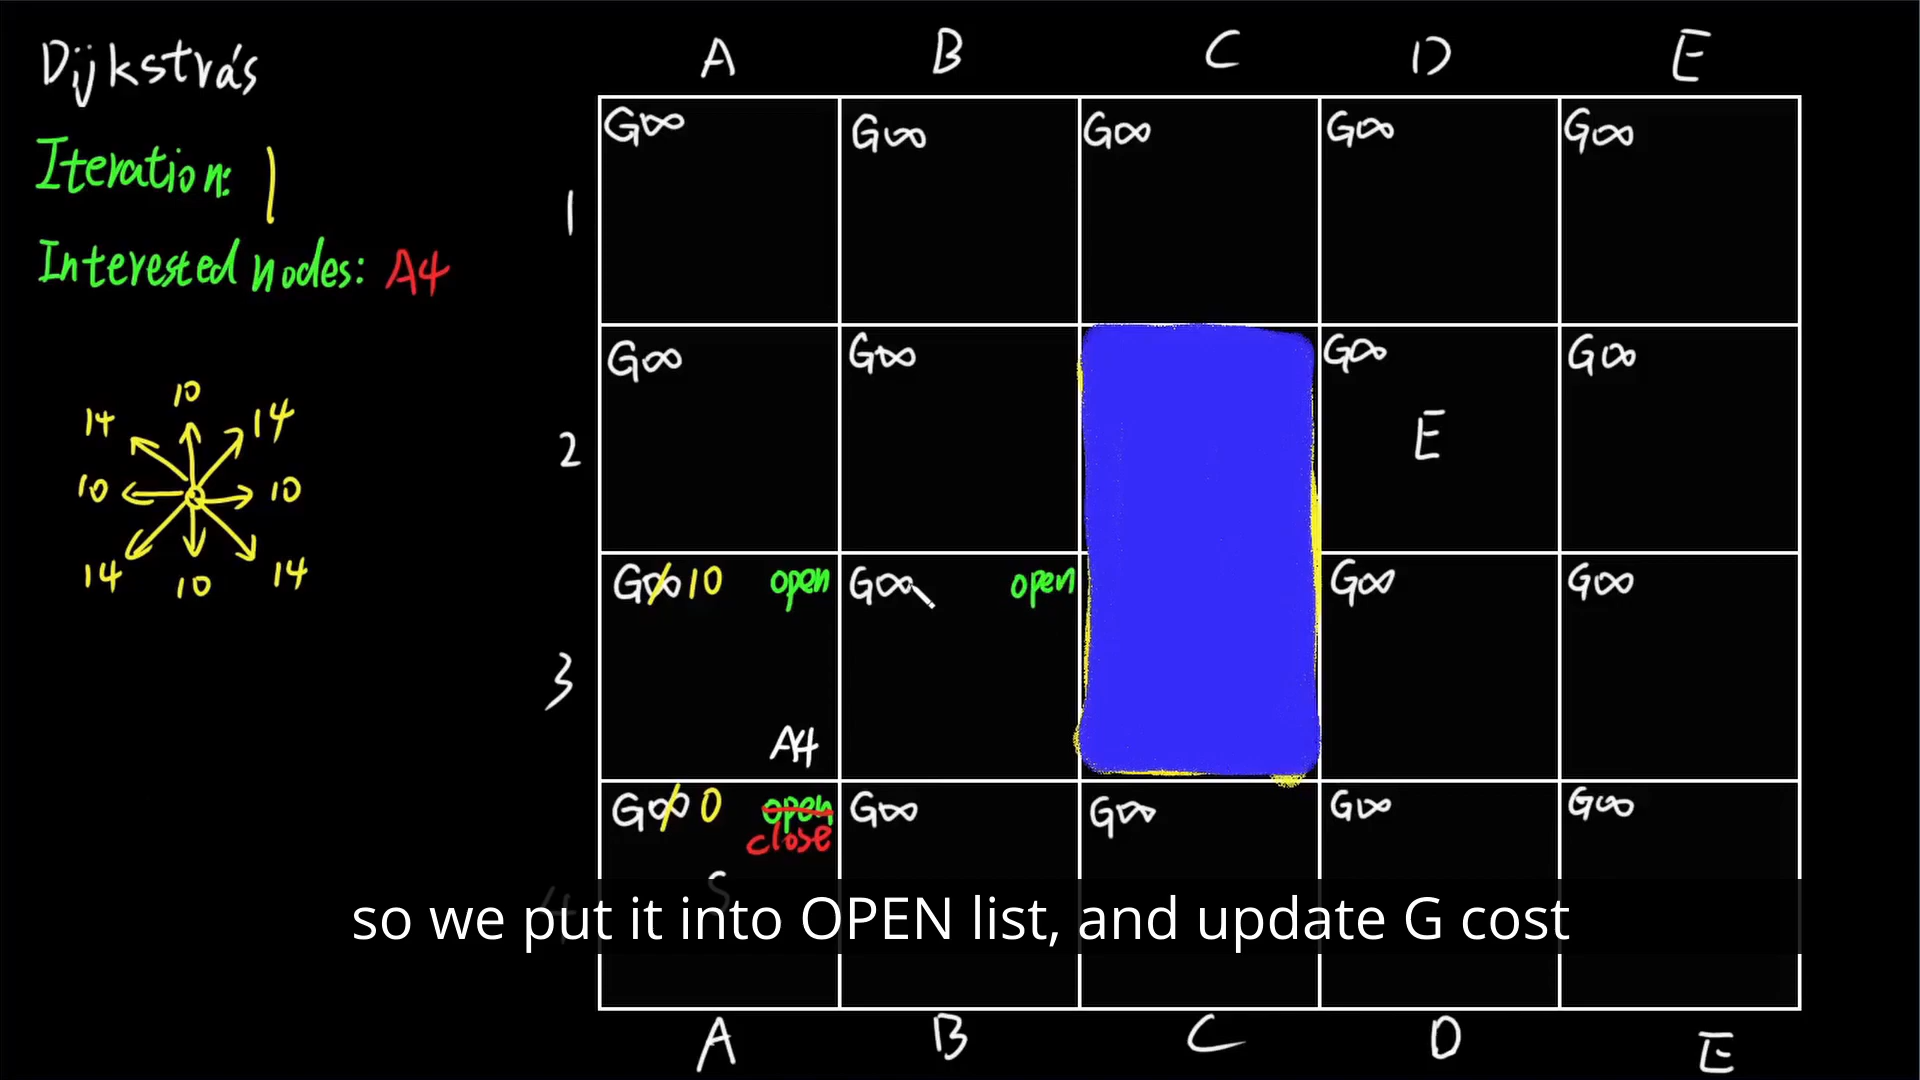 Dijkstra's
Iteration: 1
Interested nodes: A4
10
14 14
10 10
14 10 14
A B C D E
1 G∞ G∞ G∞ G∞ G∞
2 G∞ G∞ G∞ G∞
E
3 G∞ 10 open G∞ open G∞ G∞
A4
4 G∞ 0 open G∞ G∞ G∞ G∞
close
S
so we put it into OPEN list, and update G cost
A B C D E